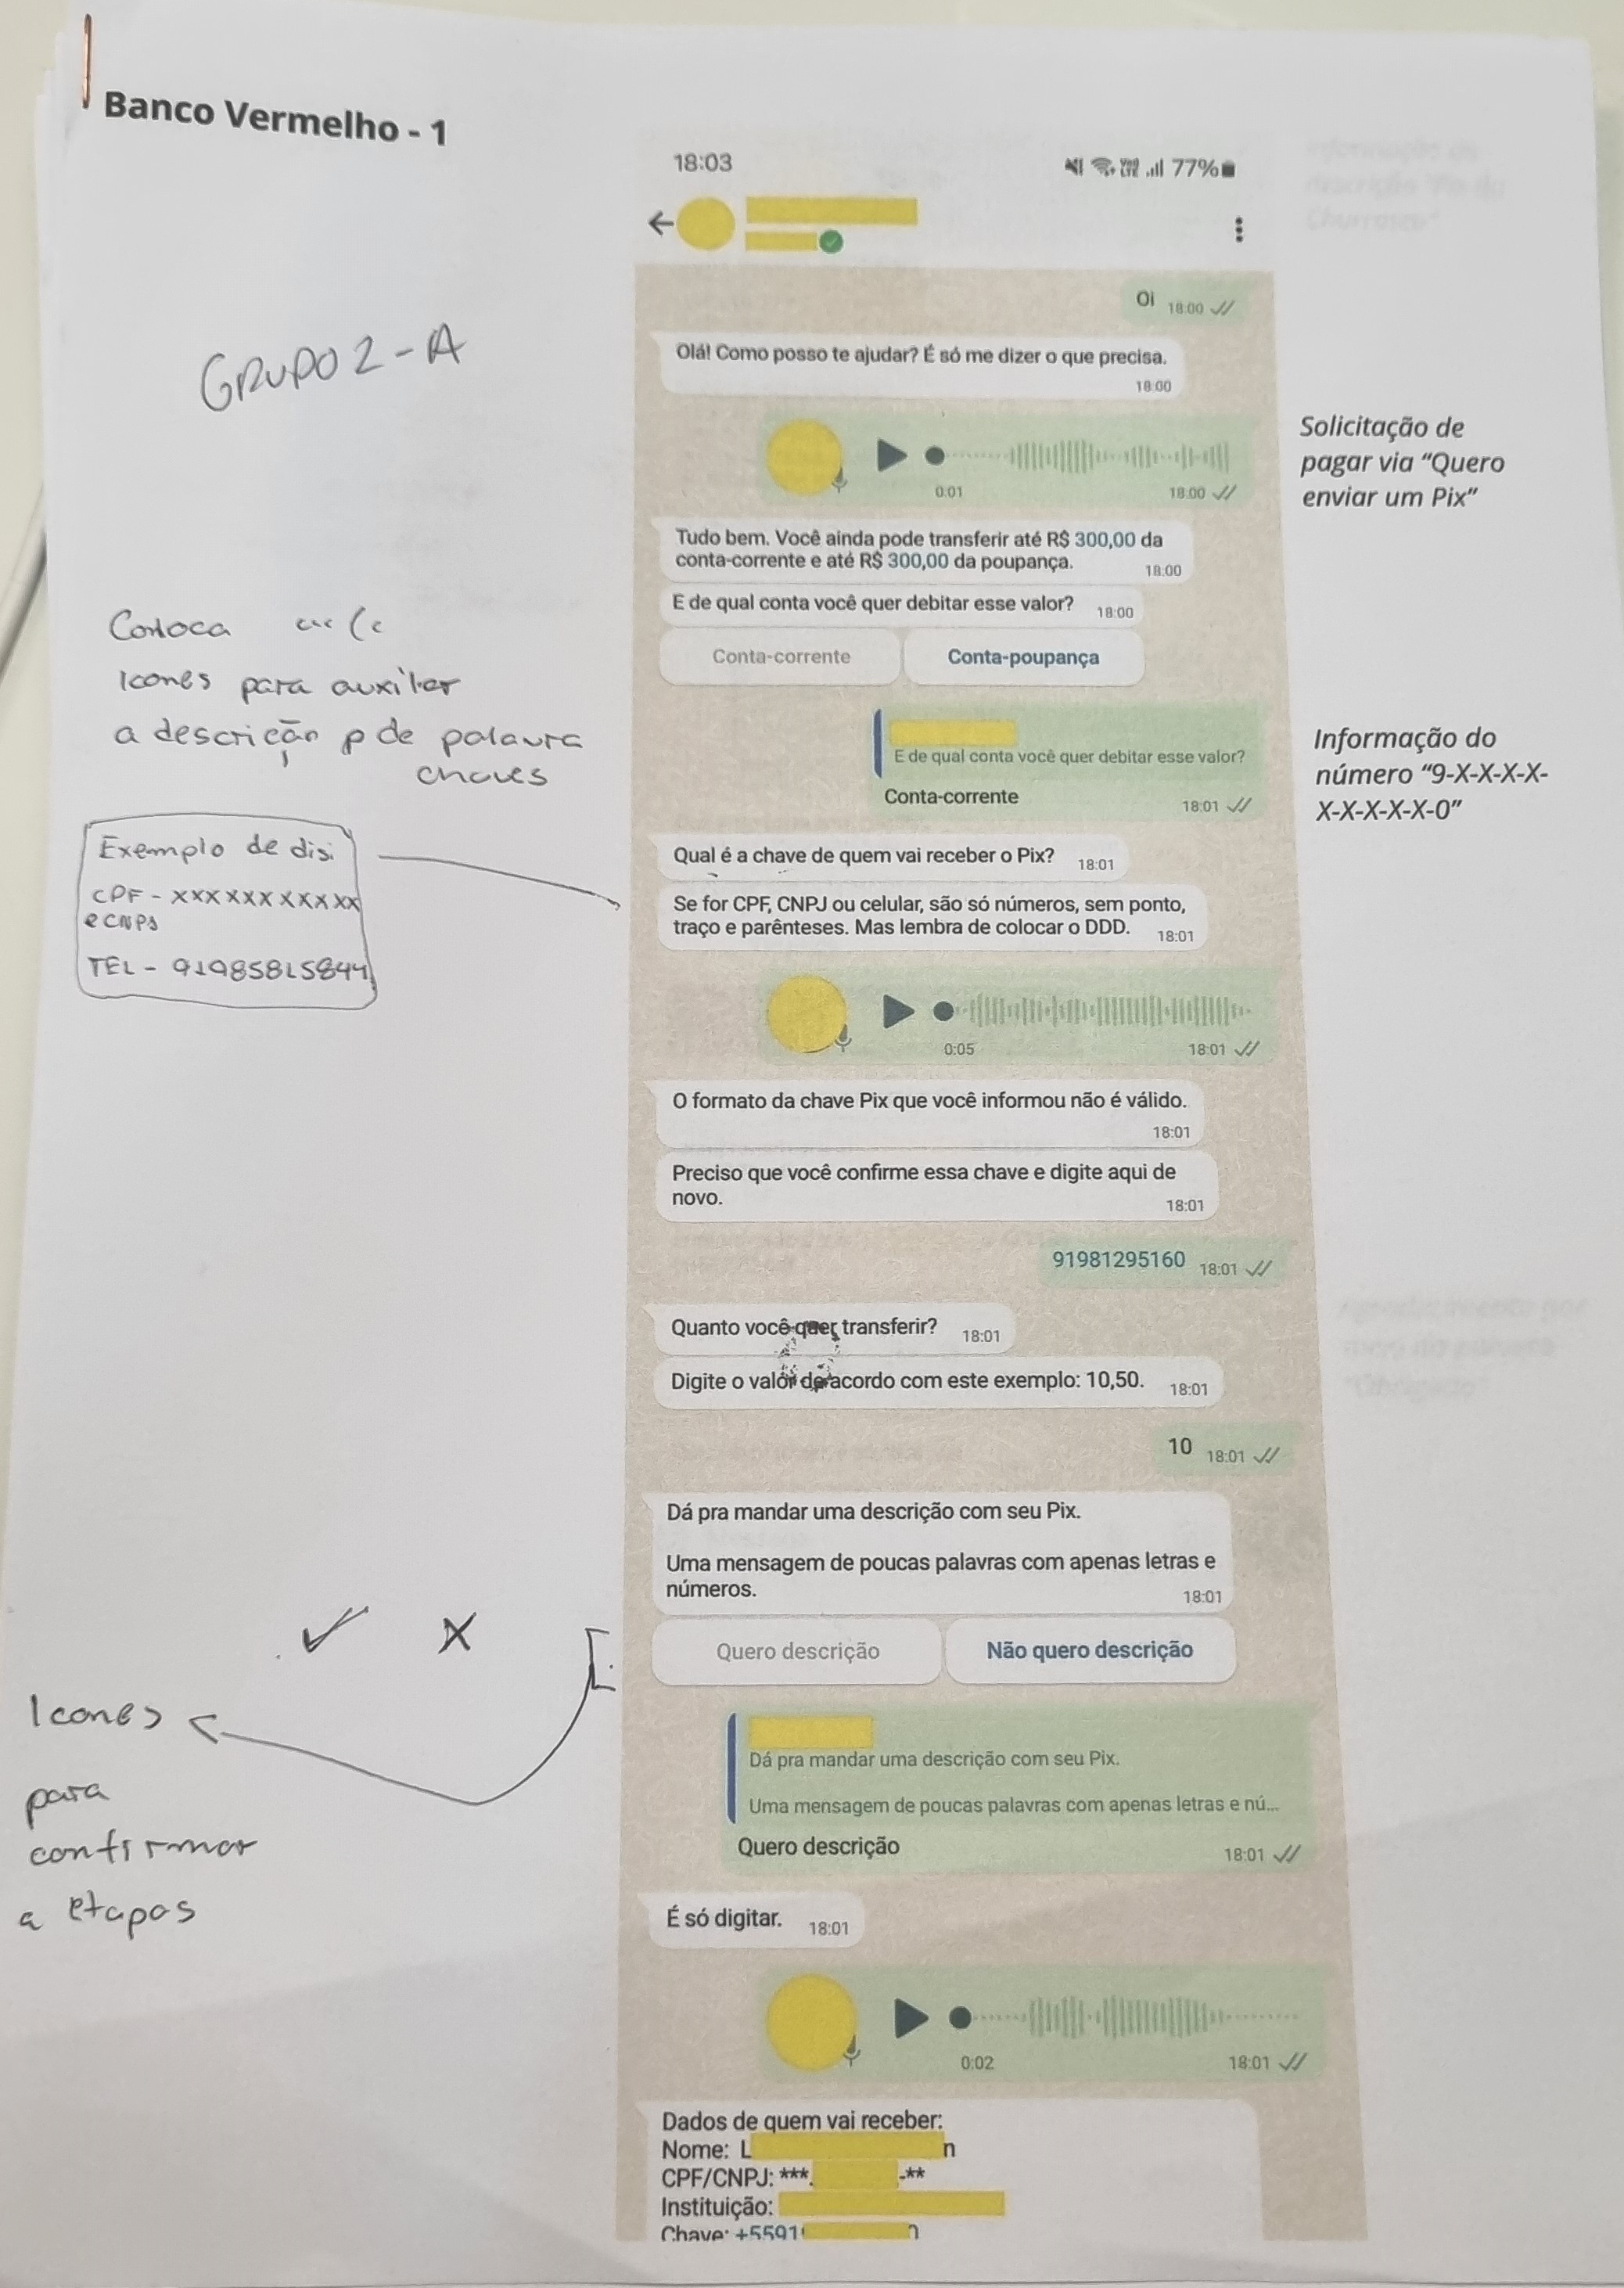 Banco Vermelho - 1
GRUPO 2 - A
18:03
77%
Oi 18:00
Olá! Como posso te ajudar? É só me dizer o que precisa.
18:00
0:01 18:00
Solicitação de
pagar via “Quero
enviar um Pix”
Tudo bem. Você ainda pode transferir até R$ 300,00 da
conta-corrente e até R$ 300,00 da poupança.
18:00
E de qual conta você quer debitar esse valor? 18:00
Conta-corrente Conta-poupança
Icones para auxiliar
a descrição p de palavra
chaves
E de qual conta você quer debitar esse valor?
Conta-corrente 18:01
Informação do
número “9-X-X-X-X-
X-X-X-X-X-0”
Qual é a chave de quem vai receber o Pix? 18:01
Se for CPF, CNPJ ou celular, são só números, sem ponto,
traço e parênteses. Mas lembra de colocar o DDD. 18:01
Exemplo de
CPF - XXXXXXXXXXX
e CNPJ
TEL - 91985815844
0:05 18:01
O formato da chave Pix que você informou não é válido.
18:01
Preciso que você confirme essa chave e digite aqui de
novo. 18:01
91981295160 18:01
Quanto você quer transferir? 18:01
Digite o valor de acordo com este exemplo: 10,50. 18:01
10 18:01
Dá pra mandar uma descrição com seu Pix.
Uma mensagem de poucas palavras com apenas letras e
números. 18:01
Quero descrição Não quero descrição
Icones
para
confirmar
a etapas
Dá pra mandar uma descrição com seu Pix.
Uma mensagem de poucas palavras com apenas letras e nú...
Quero descrição 18:01
É só digitar. 18:01
0:02 18:01
Dados de quem vai receber:
Nome: L n
CPF/CNPJ: ***. -**
Instituição:
Chave: +5591